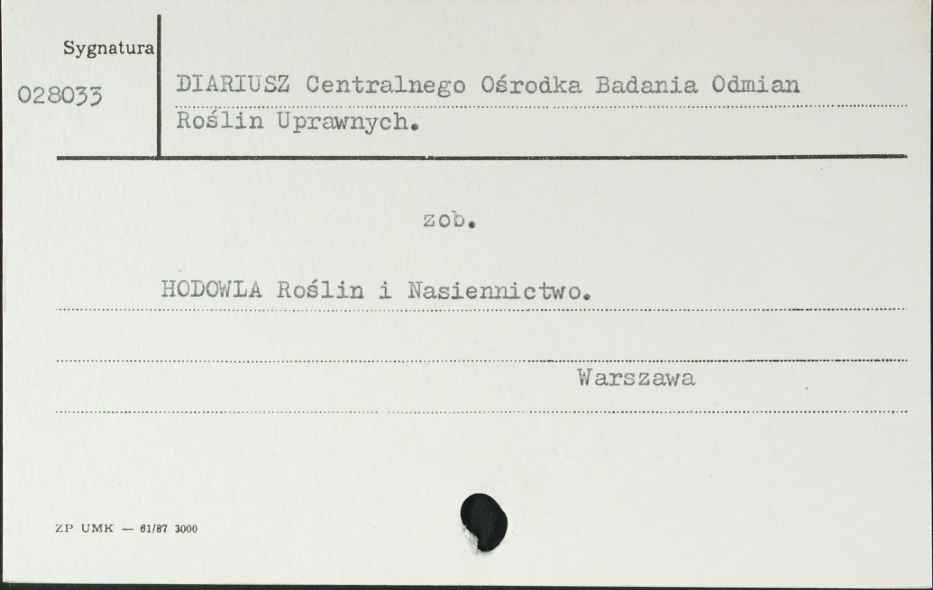 Sygnatura
028033
DIARIUSZ Centralnego Ośrodka Badania Odmian
Roślin Uprawnych.
zob.
HODOWLA Roślin i Nasiennictwo.
Warszawa
ZP UMK — 61/87 3000